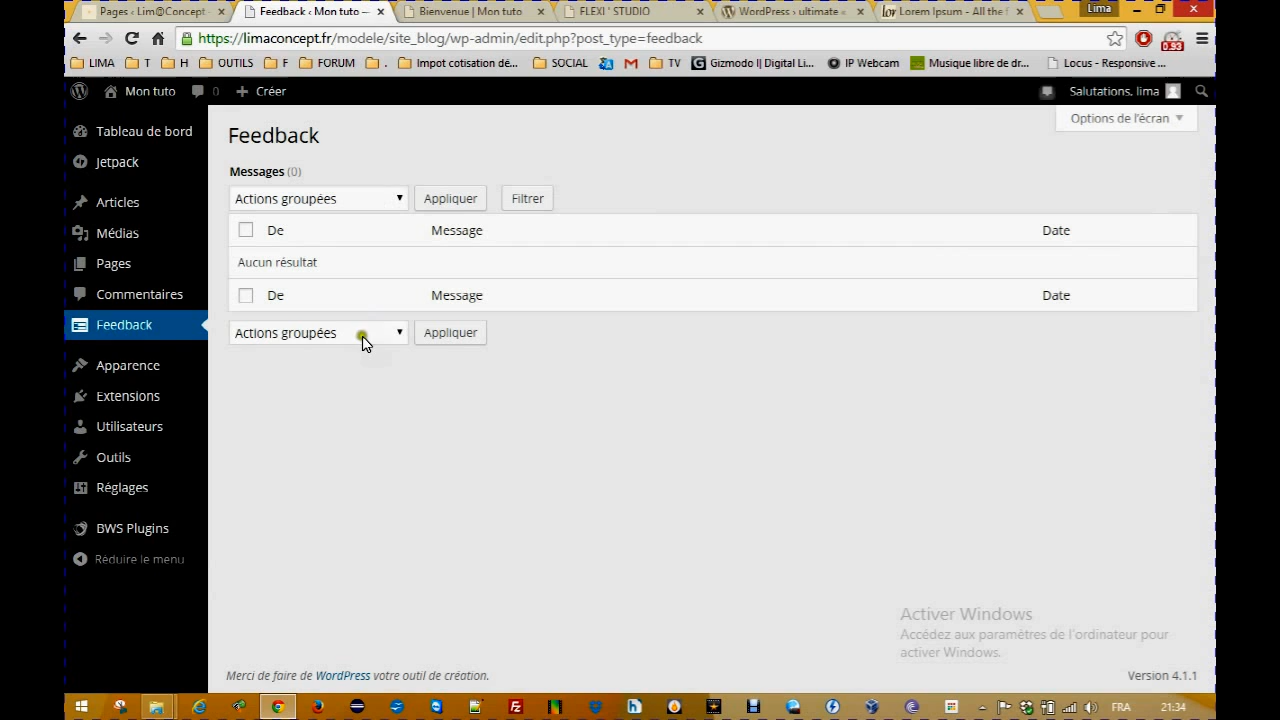 Pages ‹ Lim@Concept
Feedback ‹ Mon tuto —
Bienvenue | Mon tuto
FLEXI ' STUDIO
WordPress › ultimate «
Lorem Ipsum - All the f
Lima
https://limaconcept.fr/modele/site_blog/wp-admin/edit.php?post_type=feedback
0.93
LIMA
T
H
OUTILS
F
FORUM
.
Impot cotisation de...
SOCIAL
TV
Gizmodo l| Digital Li...
IP Webcam
Musique libre de dr...
Locus - Responsive ...
Mon tuto
0
Créer
Salutations, lima
Tableau de bord
Jetpack
Articles
Médias
Pages
Commentaires
Feedback
Apparence
Extensions
Utilisateurs
Outils
Réglages
BWS Plugins
Réduire le menu
Options de l'écran
Feedback
Messages (0)
Actions groupées
Appliquer
Filtrer
De
Message
Date
Aucun résultat
De
Message
Date
Actions groupées
Appliquer
Activer Windows
Accédez aux paramètres de l'ordinateur pour
activer Windows.
Merci de faire de WordPress votre outil de création.
Version 4.1.1
FRA
21:34